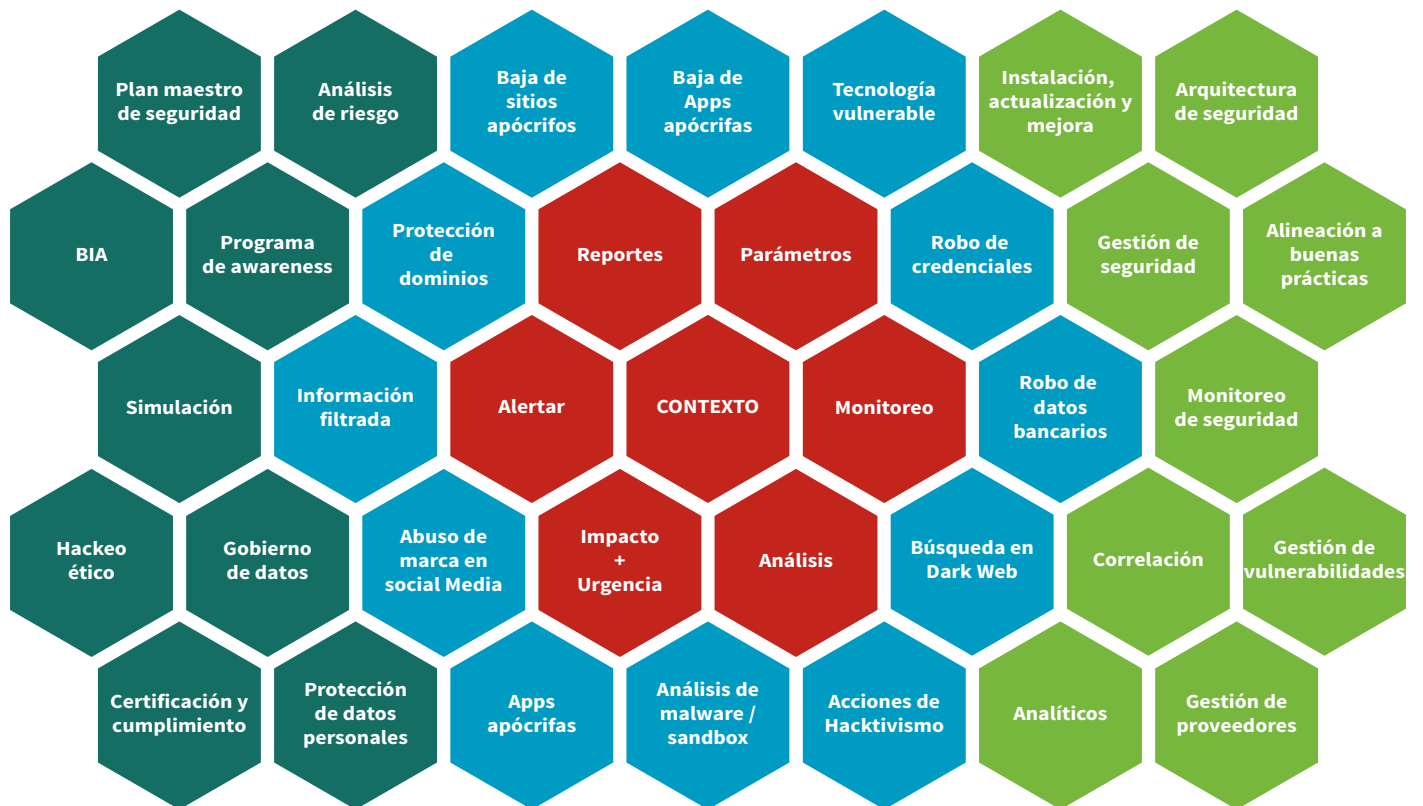 Plan maestro
de seguridad
Análisis
de riesgo
Baja de
sitios
apócrifos
Baja de
Apps
apócrifas
Tecnología
vulnerable
Instalación,
actualización y
mejora
Arquitectura
de seguridad
BIA
Programa
de awareness
Protección
de
dominios
Reportes
Parámetros
Robo de
credenciales
Gestión de
seguridad
Alineación a
buenas
prácticas
Simulación
Información
filtrada
Alertar
CONTEXTO
Monitoreo
Robo de
datos
bancarios
Monitoreo
de seguridad
Hackeo
ético
Gobierno
de datos
Abuso de
marca en
social Media
Impacto
+
Urgencia
Análisis
Búsqueda en
Dark Web
Correlación
Gestión de
vulnerabilidades
Certificación y
cumplimiento
Protección
de datos
personales
Apps
apócrifas
Análisis de
malware /
sandbox
Acciones de
Hacktivismo
Analíticos
Gestión de
proveedores